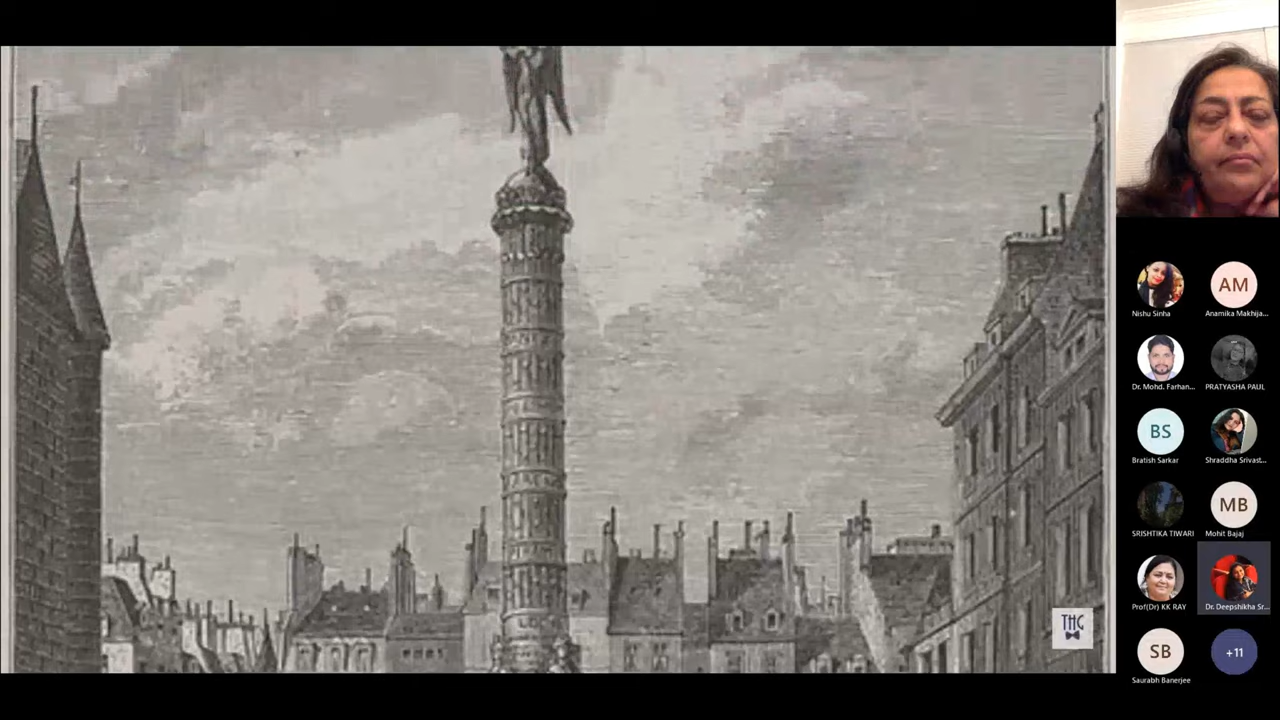 THG
Nishu Sinha
AM
Anamika Makhija...
Dr. Mohd. Farhan...
PRATYASHA PAUL
BS
Bratish Sarkar
Shraddha Srivast...
SRISHTIKA TIWARI
MB
Mohit Bajaj
Prof(Dr) KK RAY
Dr. Deepshikha Sr...
SB
Saurabh Banerjee
+11